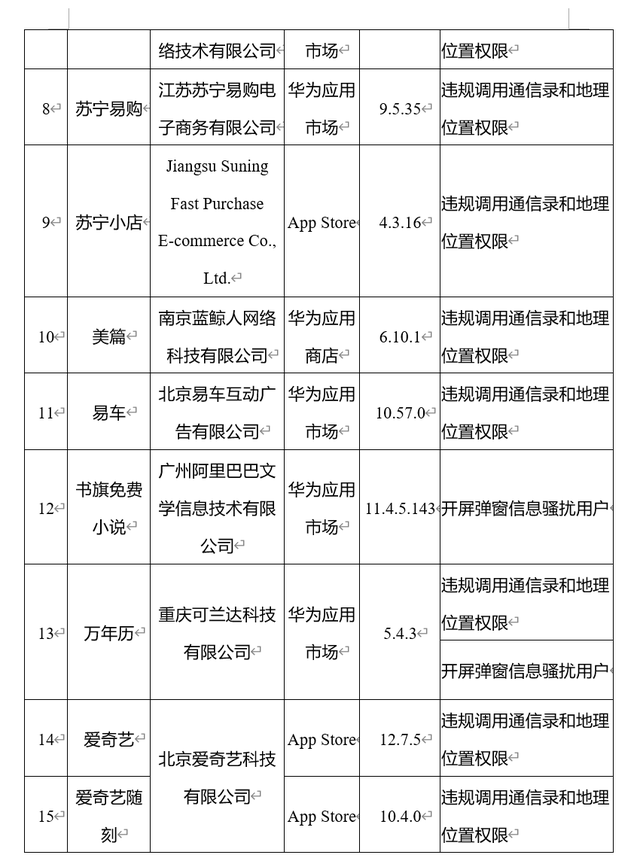 络技术有限公司 市场 位置权限
8 苏宁易购 江苏苏宁易购电 华为应用 9.5.35 违规调用通信录和地理
子商务有限公司 市场 位置权限
9 苏宁小店 Jiangsu Suning App Store 4.3.16 违规调用通信录和地理
Fast Purchase 位置权限
E-commerce Co.,
Ltd.
10 美篇 南京蓝鲸人网络 华为应用 6.10.1 违规调用通信录和地理
科技有限公司 商店 位置权限
11 易车 北京易车互动广 华为应用 10.57.0 违规调用通信录和地理
告有限公司 市场 位置权限
12 书旗免费 广州阿里巴巴文 华为应用 11.4.5.143 开屏弹窗信息骚扰用户
小说 学信息技术有限 市场
公司
13 万年历 重庆可兰达科技 华为应用 5.4.3 违规调用通信录和地理
有限公司 市场 位置权限
开屏弹窗信息骚扰用户
14 爱奇艺 北京爱奇艺科技 App Store 12.7.5 违规调用通信录和地理
有限公司 位置权限
15 爱奇艺随 App Store 10.4.0 违规调用通信录和地理
刻 位置权限